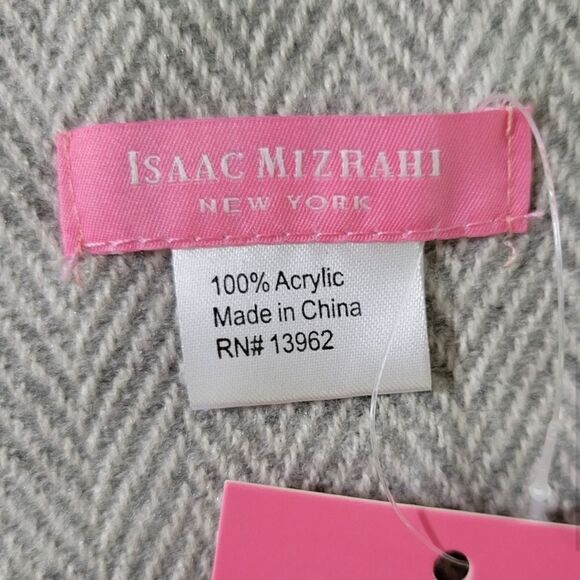 ISAAC MIZRAHI
NEW YORK
100% Acrylic
Made in China
RN# 13962